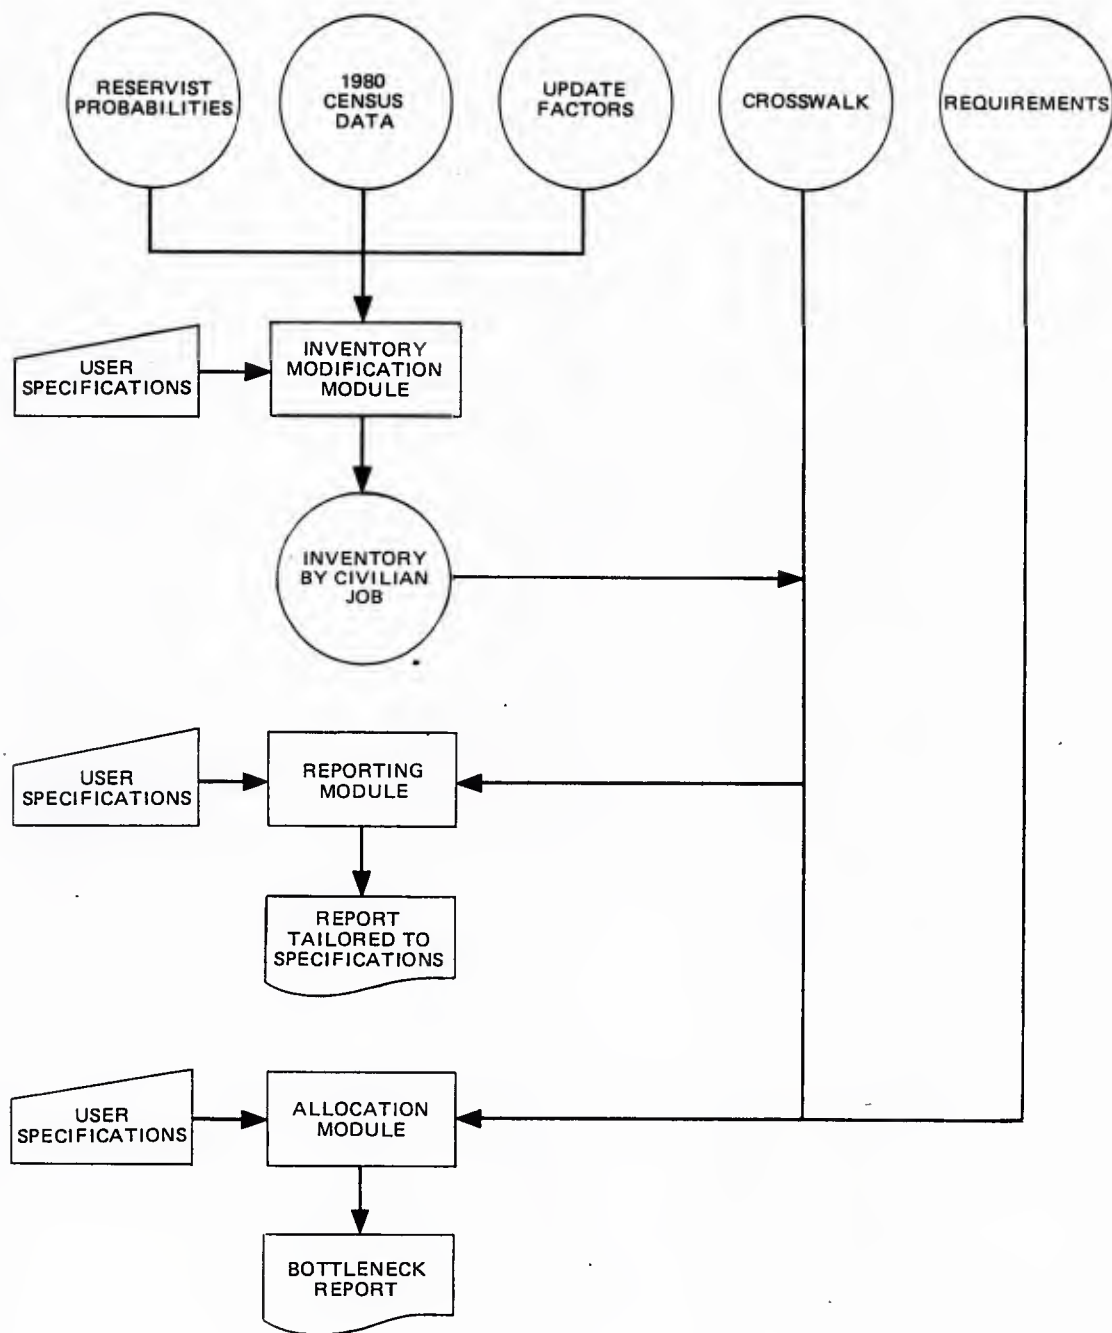 RESERVIST
PROBABILITIES
1980
CENSUS
DATA
UPDATE
FACTORS
CROSSWALK
REQUIREMENTS
USER
SPECIFICATIONS
INVENTORY
MODIFICATION
MODULE
INVENTORY
BY CIVILIAN
JOB
USER
SPECIFICATIONS
REPORTING
MODULE
REPORT
TAILORED TO
SPECIFICATIONS
USER
SPECIFICATIONS
ALLOCATION
MODULE
BOTTLENECK
REPORT